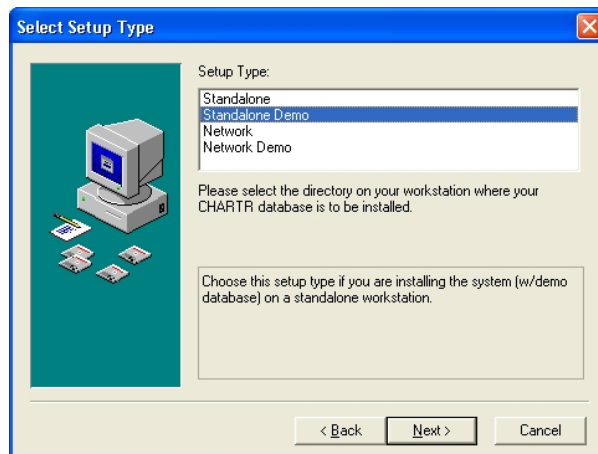 Select Setup Type
Setup Type:
Standalone
Standalone Demo
Network
Network Demo
Please select the directory on your workstation where your
CHARTR database is to be installed.
Choose this setup type if you are installing the system (w/demo
database) on a standalone workstation.
< Back Next > Cancel